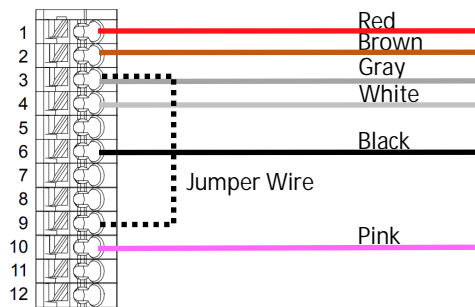 1 Red
2 Brown
3 Gray
4 White
5
6 Black
7
8 Jumper Wire
9
10 Pink
11
12